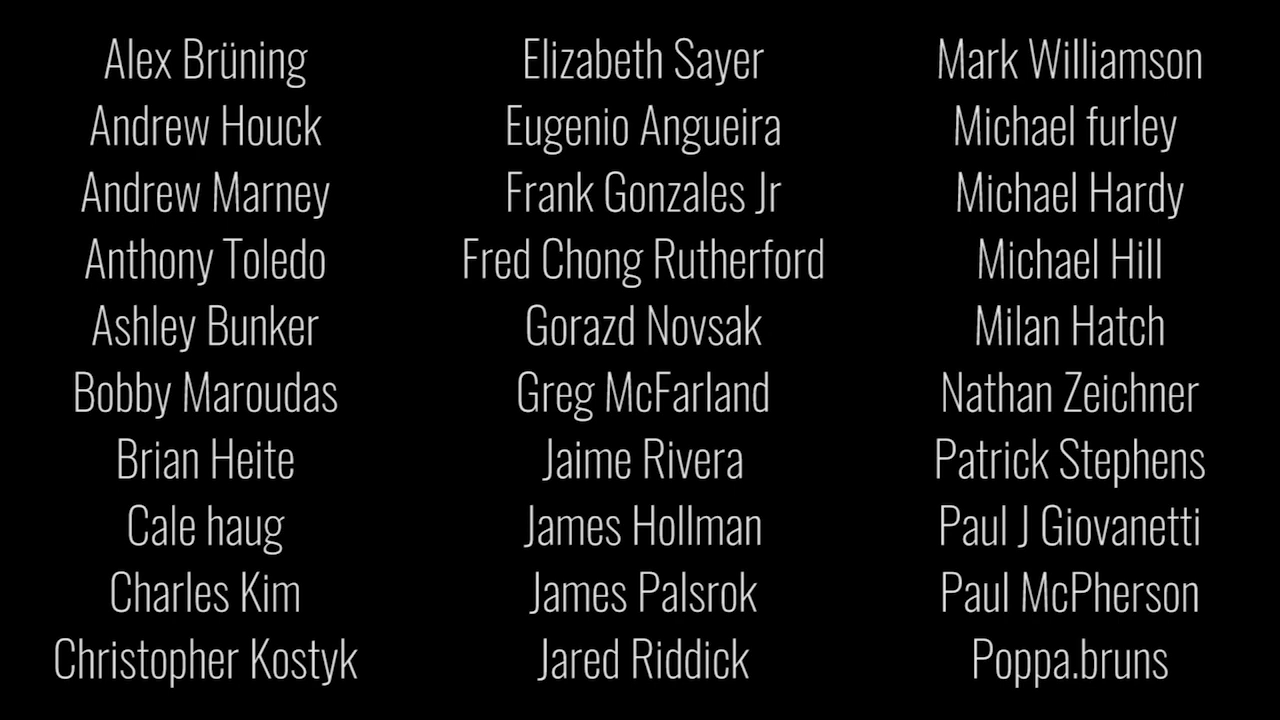 Alex Brüning
Andrew Houck
Andrew Marney
Anthony Toledo
Ashley Bunker
Bobby Maroudas
Brian Heite
Cale haug
Charles Kim
Christopher Kostyk
Elizabeth Sayer
Eugenio Angueira
Frank Gonzales Jr
Fred Chong Rutherford
Gorazd Novsak
Greg McFarland
Jaime Rivera
James Hollman
James Palsrok
Jared Riddick
Mark Williamson
Michael furley
Michael Hardy
Michael Hill
Milan Hatch
Nathan Zeichner
Patrick Stephens
Paul J Giovanetti
Paul McPherson
Poppa.bruns